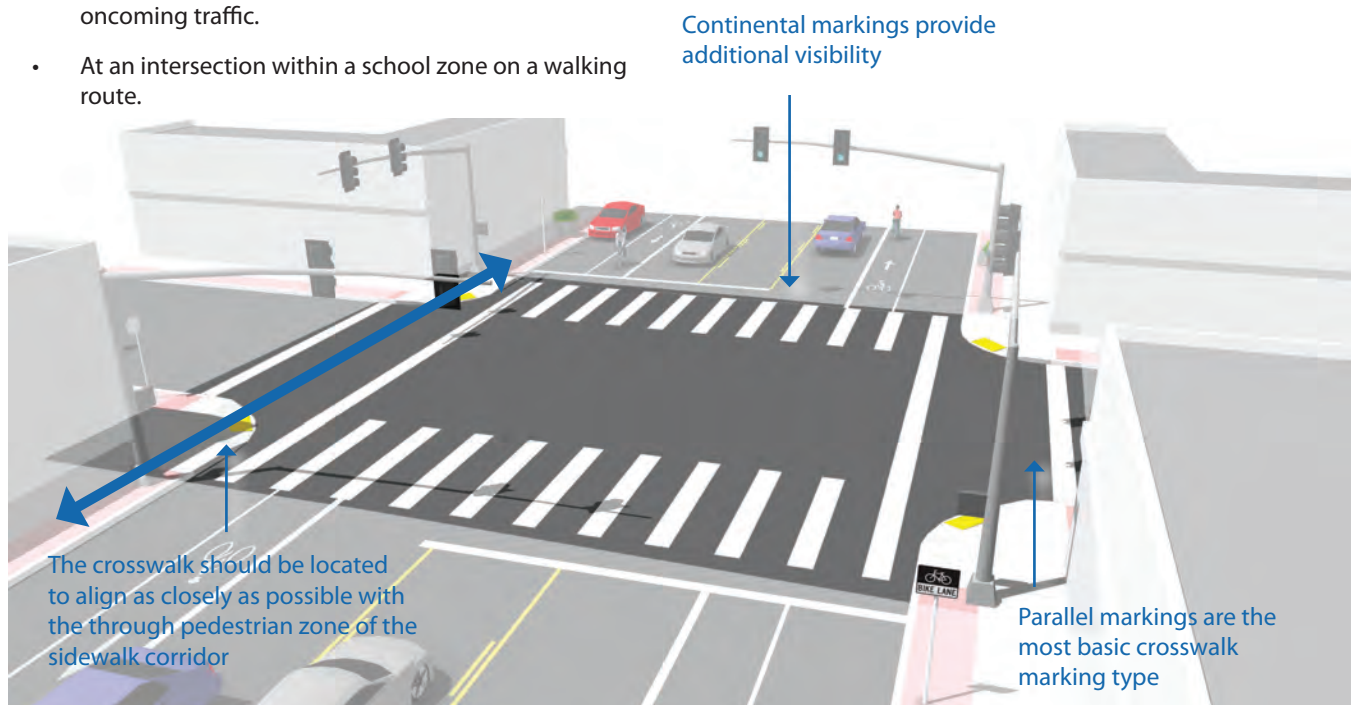 oncoming traffic.
• At an intersection within a school zone on a walking
route.
Continental markings provide
additional visibility
The crosswalk should be located
to align as closely as possible with
the through pedestrian zone of the
sidewalk corridor
BIKE LANE
Parallel markings are the
most basic crosswalk
marking type